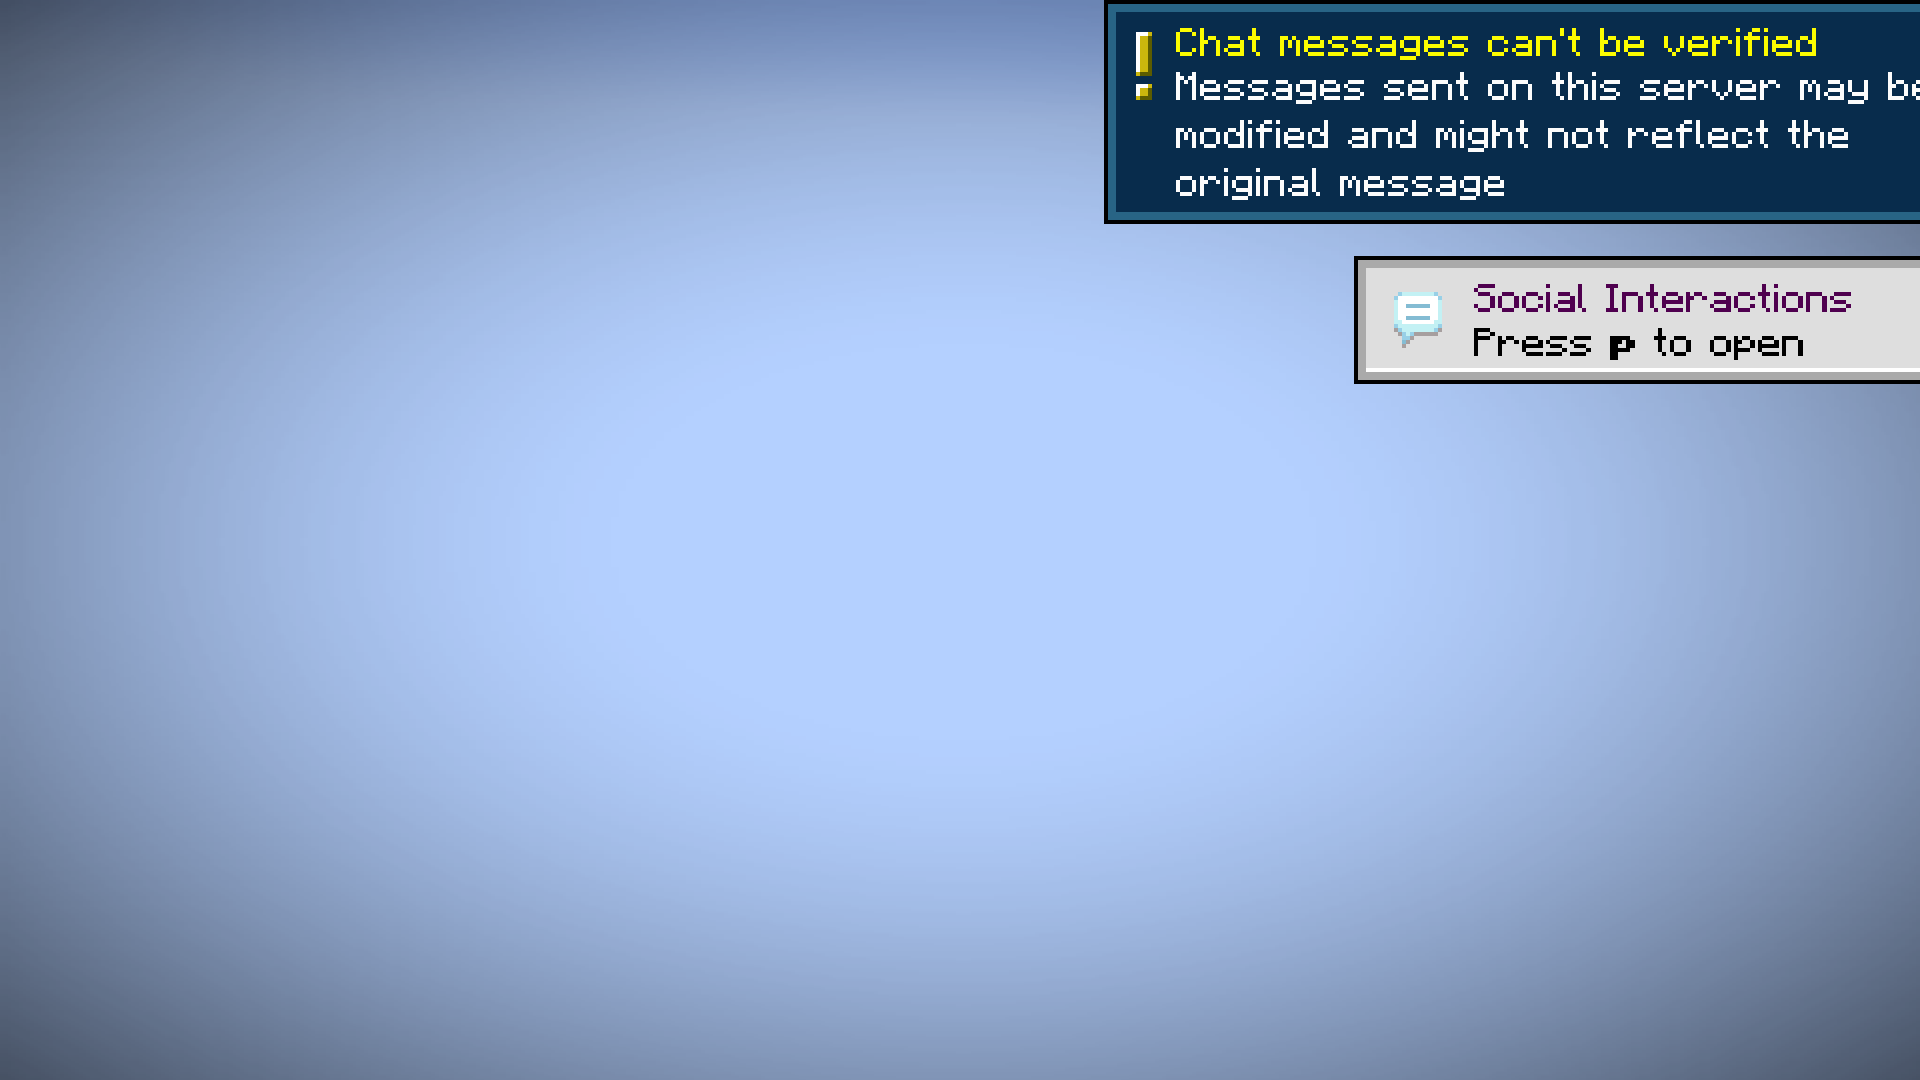 Chat messages can't be verified
Messages sent on this server may be
modified and might not reflect the
original message
Social Interactions
Press P to open